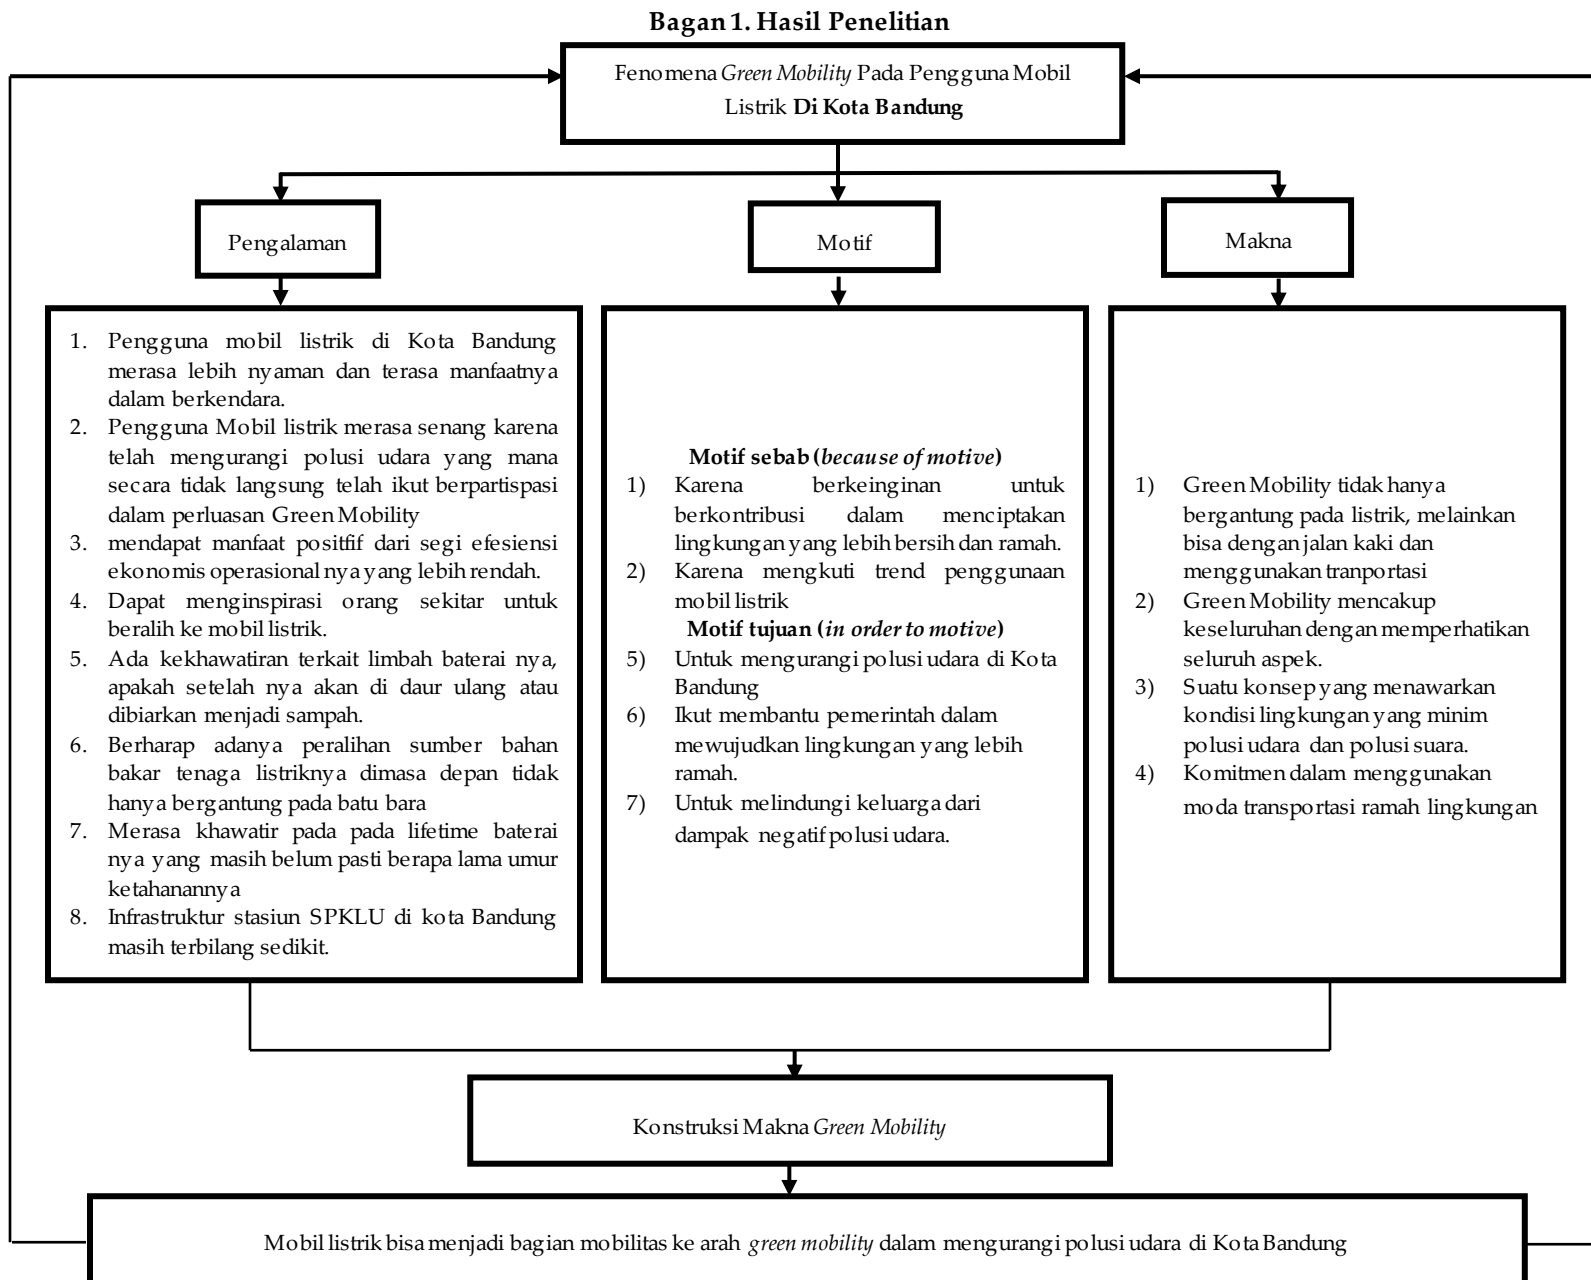 Bagan 1. Hasil Penelitian
Fenomena Green Mobility Pada Pengguna Mobil
Listrik Di Kota Bandung
Pengalaman
Motif
Makna
1. Pengguna mobil listrik di Kota Bandung
merasa lebih nyaman dan terasa manfaatnya
dalam berkendara.
2. Pengguna Mobil listrik merasa senang karena
telah mengurangi polusi udara yang mana
secara tidak langsung telah ikut berpartispasi
dalam perluasan Green Mobility
3. mendapat manfaat positfif dari segi efesiensi
ekonomis operasional nya yang lebih rendah.
4. Dapat menginspirasi orang sekitar untuk
beralih ke mobil listrik.
5. Ada kekhawatiran terkait limbah baterai nya,
apakah setelah nya akan di daur ulang atau
dibiarkan menjadi sampah.
6. Berharap adanya peralihan sumber bahan
bakar tenaga listriknya dimasa depan tidak
hanya bergantung pada batu bara
7. Merasa khawatir pada pada lifetime baterai
nya yang masih belum pasti berapa lama umur
ketahanannya
8. Infrastruktur stasiun SPKLU di kota Bandung
masih terbilang sedikit.
Motif sebab (because of motive)
1) Karena berkeinginan untuk
berkontribusi dalam menciptakan
lingkungan yang lebih bersih dan ramah.
2) Karena mengkuti trend penggunaan
mobil listrik
Motif tujuan (in order to motive)
5) Untuk mengurangi polusi udara di Kota
Bandung
6) Ikut membantu pemerintah dalam
mewujudkan lingkungan yang lebih
ramah.
7) Untuk melindungi keluarga dari
dampak negatif polusi udara.
1) Green Mobility tidak hanya
bergantung pada listrik, melainkan
bisa dengan jalan kaki dan
menggunakan tranportasi
2) Green Mobility mencakup
keseluruhan dengan memperhatikan
seluruh aspek.
3) Suatu konsep yang menawarkan
kondisi lingkungan yang minim
polusi udara dan polusi suara.
4) Komitmen dalam menggunakan
moda transportasi ramah lingkungan
Konstruksi Makna Green Mobility
Mobil listrik bisa menjadi bagian mobilitas ke arah green mobility dalam mengurangi polusi udara di Kota Bandung